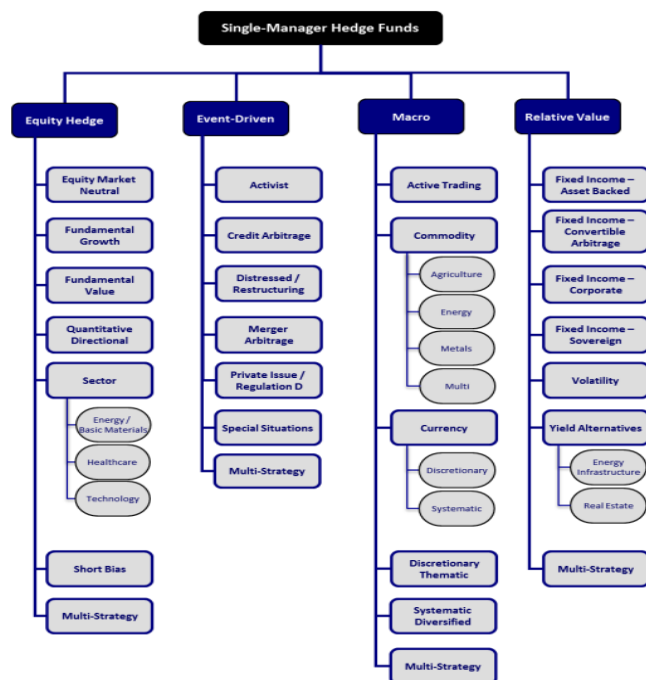 Single-Manager Hedge Funds
Equity Hedge
Equity Market
Neutral
Fundamental
Growth
Fundamental
Value
Quantitative
Directional
Sector
Energy /
Basic Materials
Healthcare
Technology
Short Bias
Multi-Strategy
Event-Driven
Activist
Credit Arbitrage
Distressed /
Restructuring
Merger
Arbitrage
Private Issue /
Regulation D
Special Situations
Multi-Strategy
Macro
Active Trading
Commodity
Agriculture
Energy
Metals
Multi
Currency
Discretionary
Systematic
Discretionary
Thematic
Systematic
Diversified
Multi-Strategy
Relative Value
Fixed Income –
Asset Backed
Fixed Income –
Convertible
Arbitrage
Fixed Income –
Corporate
Fixed Income –
Sovereign
Volatility
Yield Alternatives
Energy
Infrastructure
Real Estate
Multi-Strategy